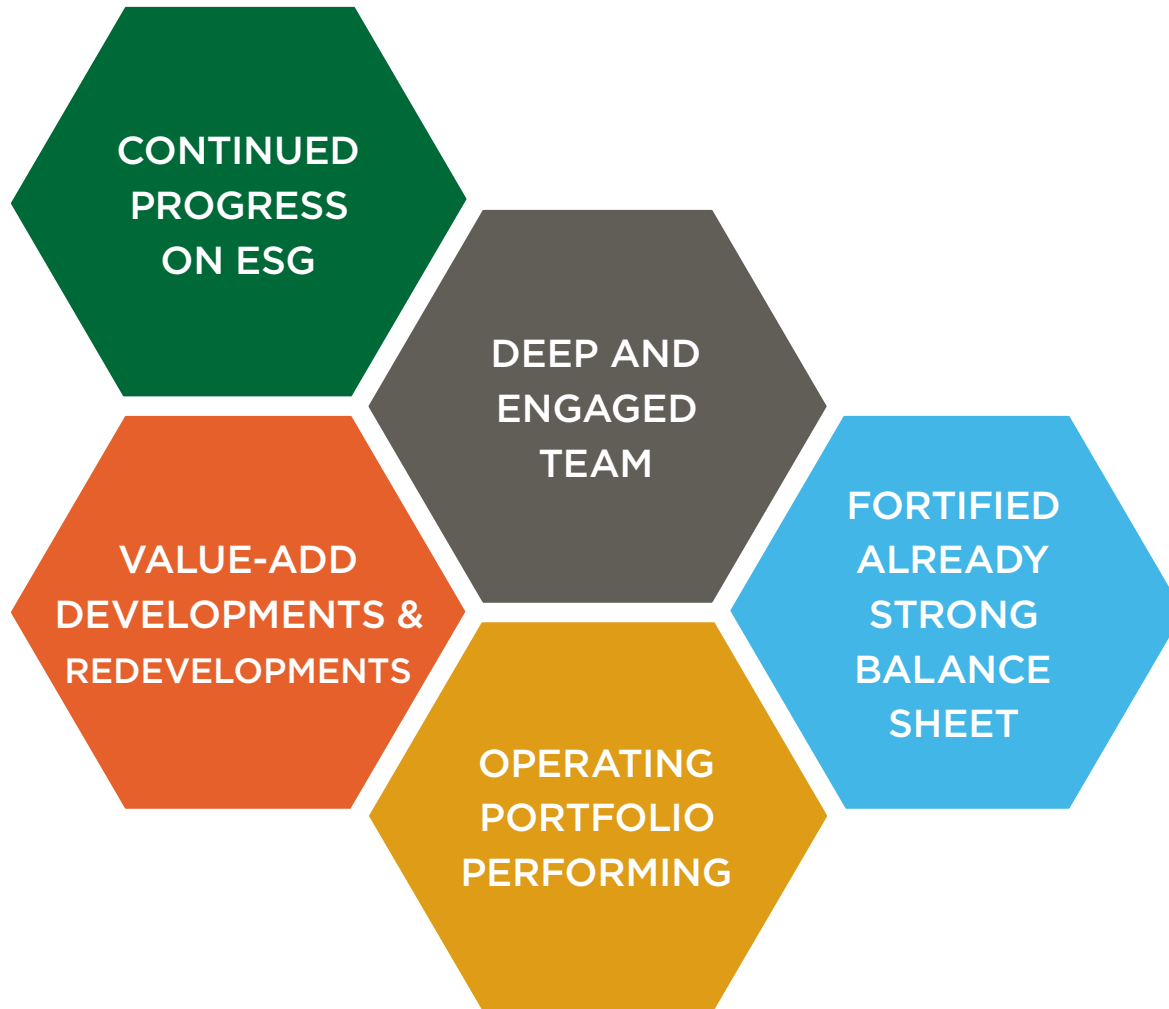 CONTINUED
PROGRESS
ON ESG
DEEP AND
ENGAGED
TEAM
VALUE-ADD
DEVELOPMENTS &
REDEVELOPMENTS
FORTIFIED
ALREADY
STRONG
BALANCE
SHEET
OPERATING
PORTFOLIO
PERFORMING